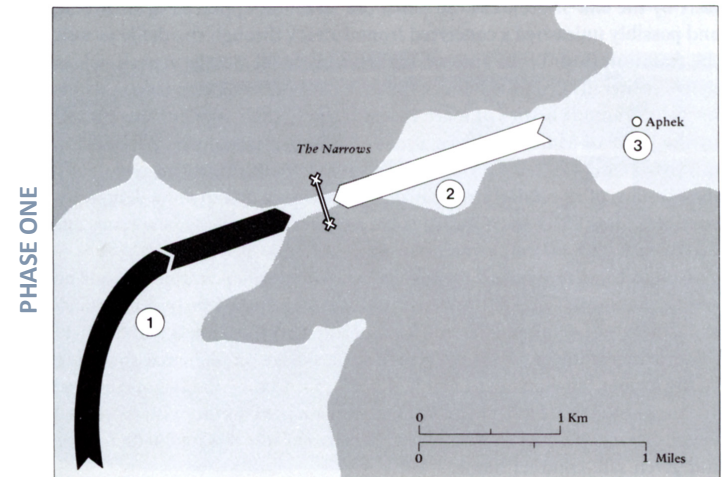 PHASE ONE
The Narrows
Aphek
3
2
1
0 1 Km
0 1 Miles